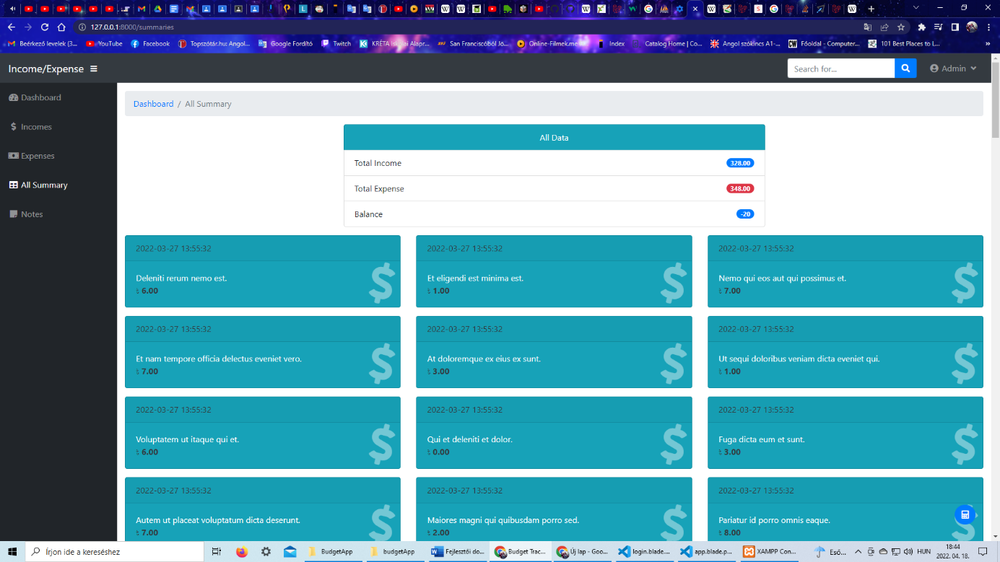 127.0.0.1:8000/summaries
Beérkező levelek (3...
YouTube
Facebook
Topszótár.hu: Angol...
Google Fordító
Twitch
KRÉTA Iskolai Alapr...
San Franciscóból Jö...
Online-Filmek.me
Index
Catalog Home | Co...
Angol szókincs A1-...
Főoldal - Computer...
101 Best Places to L...
»
Income/Expense
Search for...
Admin
Dashboard
Incomes
Expenses
All Summary
Notes
Dashboard / All Summary
All Data
Total Income 328.00
Total Expense 348.00
Balance -20
2022-03-27 13:55:32
Deleniti rerum nemo est.
৳ 6.00
2022-03-27 13:55:32
Et eligendi est minima est.
৳ 1.00
2022-03-27 13:55:32
Nemo qui eos aut qui possimus et.
৳ 7.00
2022-03-27 13:55:32
Et nam tempore officia delectus eveniet vero.
৳ 7.00
2022-03-27 13:55:32
At doloremque ex eius ex sunt.
৳ 3.00
2022-03-27 13:55:32
Ut sequi doloribus veniam dicta eveniet qui.
৳ 1.00
2022-03-27 13:55:32
Voluptatem ut itaque qui et.
৳ 6.00
2022-03-27 13:55:32
Qui et deleniti et dolor.
৳ 0.00
2022-03-27 13:55:32
Fuga dicta eum et sunt.
৳ 3.00
2022-03-27 13:55:32
Autem ut placeat voluptatum dicta deserunt.
৳ 7.00
2022-03-27 13:55:32
Maiores magni qui quibusdam porro sed.
৳ 2.00
2022-03-27 13:55:32
Pariatur id porro omnis eaque.
৳ 8.00
Írjon ide a kereséshez
BudgetApp
budgetApp
Fejlesztői do...
Budget Trac...
Új lap - Goo...
login.blade....
app.blade.p...
XAMPP Con...
Eső...
HUN
18:44
2022. 04. 18.